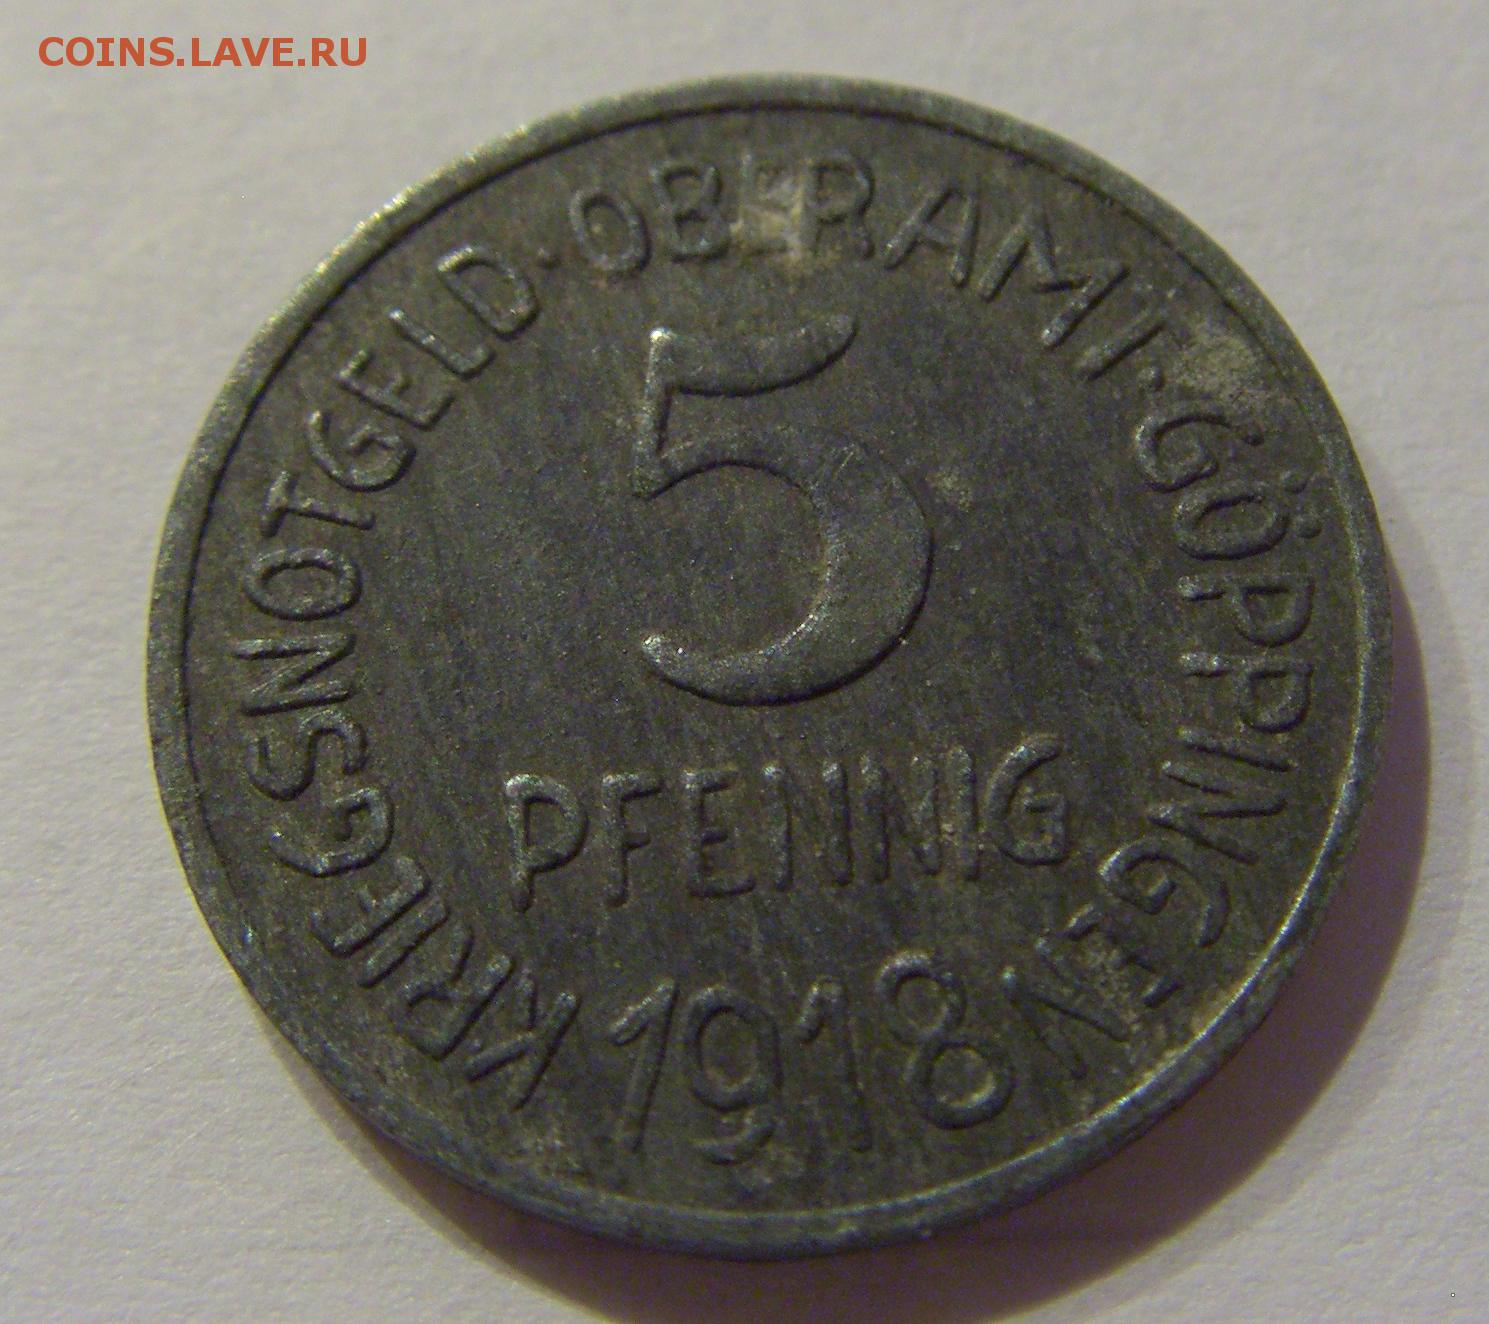 COINS.LAVE.RU
KRIEGSNOTGELD · OBERAMT · GÖPPINGEN
5
PFENNIG
1918